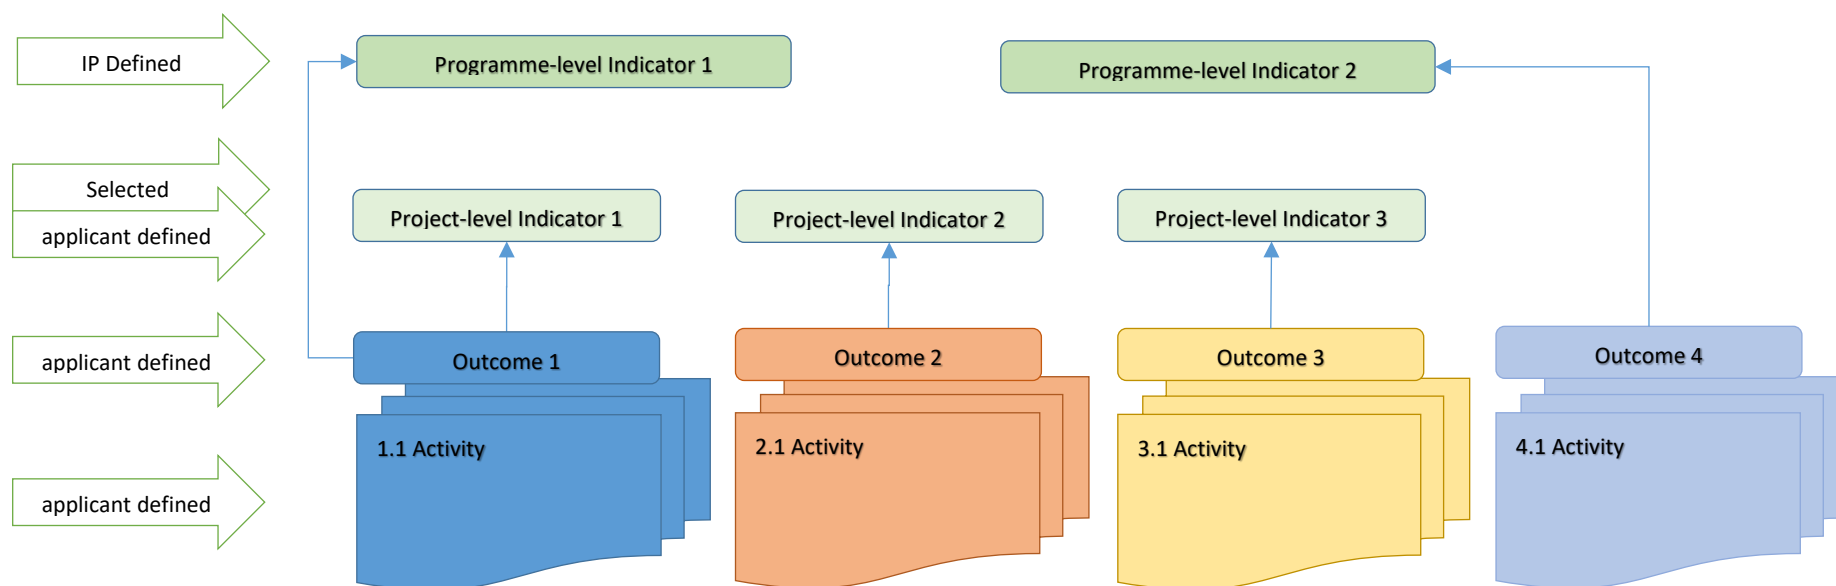 IP Defined
Programme-level Indicator 1
Programme-level Indicator 2
Selected
applicant defined
Project-level Indicator 1
Project-level Indicator 2
Project-level Indicator 3
applicant defined
Outcome 1
Outcome 2
Outcome 3
Outcome 4
applicant defined
1.1 Activity
2.1 Activity
3.1 Activity
4.1 Activity